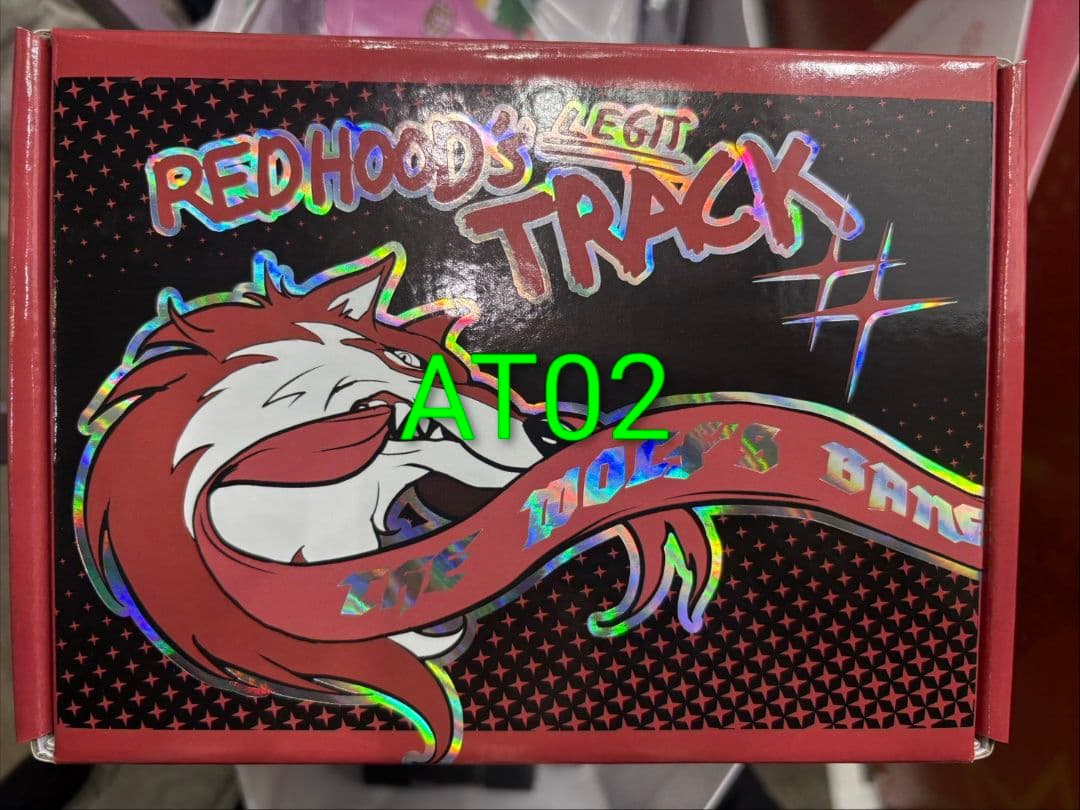 REDHOOD's LEGIT
TRACK
AT02
THE WOLF'S BANG